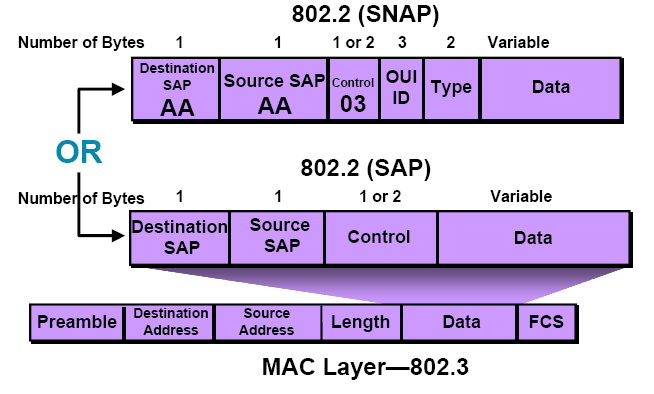 802.2 (SNAP)
Number of Bytes 1 1 1 or 2 3 2 Variable
Destination SAP AA Source SAP AA Control 03 OUI ID Type Data
OR
802.2 (SAP)
Number of Bytes 1 1 1 or 2 Variable
Destination SAP Source SAP Control Data
Preamble Destination Address Source Address Length Data FCS
MAC Layer—802.3